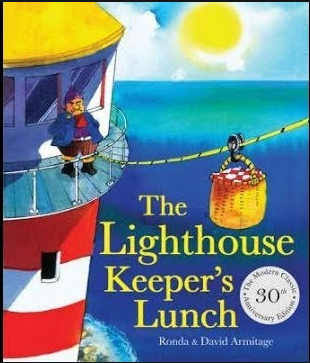 The
Lighthouse
Keeper's
Lunch
The Modern Classic
30th
Anniversary Edition
Ronda & David Armitage